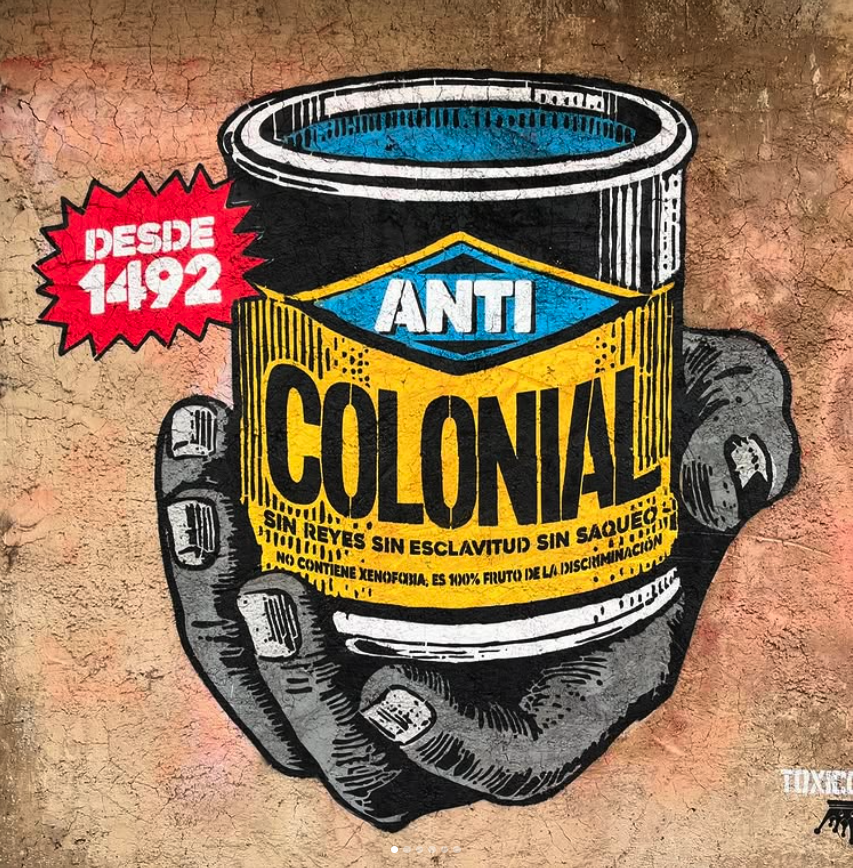 DESDE
1492
ANTI
COLONIAL
SIN REYES SIN ESCLAVITUD SIN SAQUEO
NO CONTIENE XENOFOBIA, ES 100% FRUTO DE LA DISCRIMINACIÓN
TOXICO